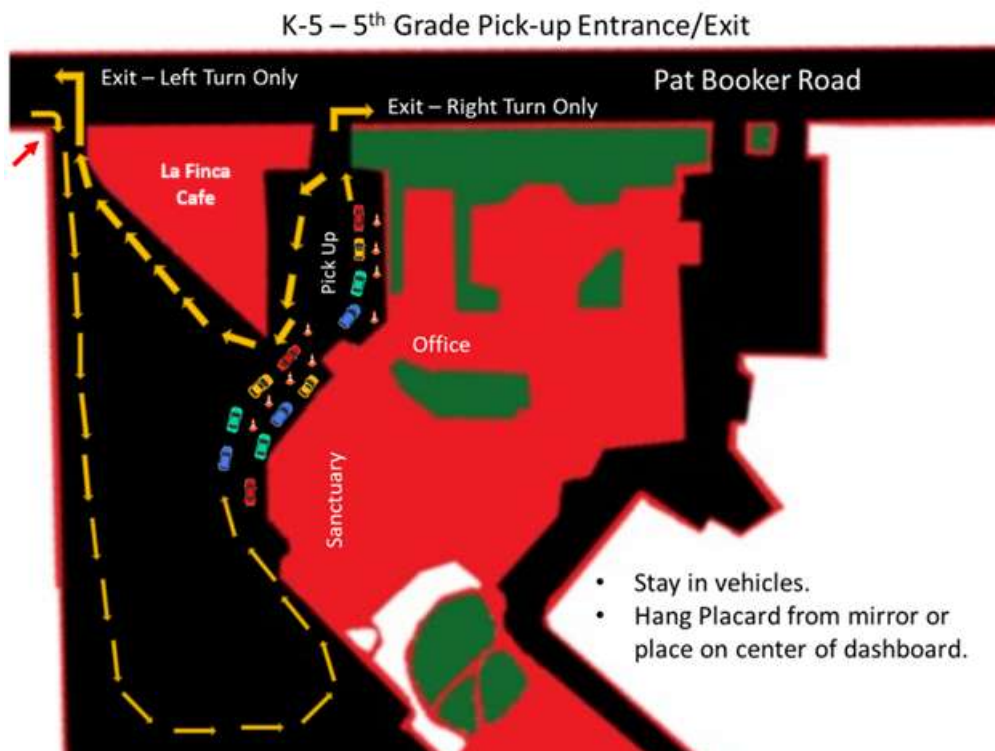 K-5 – 5th Grade Pick-up Entrance/Exit
Exit – Left Turn Only
Exit – Right Turn Only
Pat Booker Road
La Finca
Cafe
Pick Up
Office
Sanctuary
• Stay in vehicles.
• Hang Placard from mirror or
place on center of dashboard.